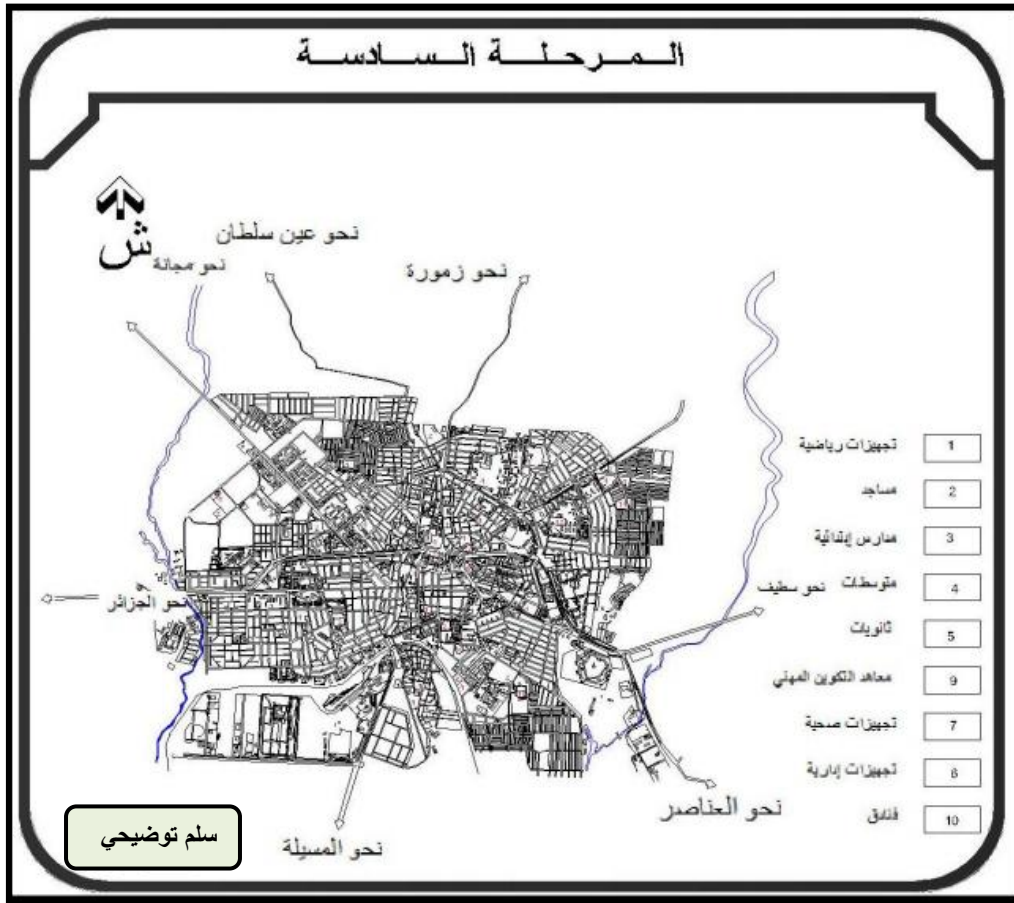 المرحلة السادسة
ش
نحو عين سلطان
نحو مجانة
نحو زمورة
تجهيزات رياضية 1
مساجد 2
مدارس إبتدائية 3
متوسطات 4
نحو سطيف
نحو الجزائر
ثانويات 5
معاهد التكوين المهني 9
تجهيزات صحية 7
تجهيزات إدارية 6
فنادق 10
نحو العناصر
نحو المسيلة
سلم توضيحي